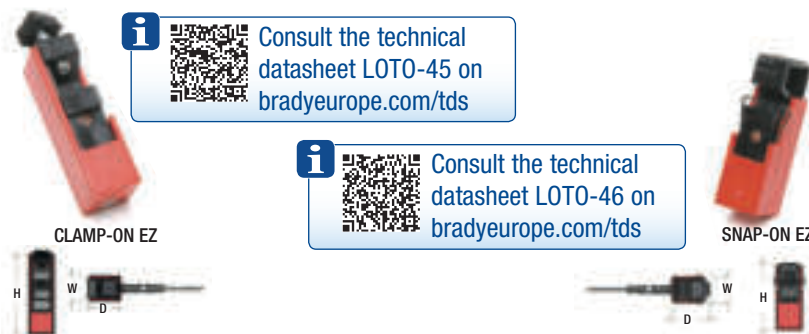 i
Consult the technical
datasheet LOTO-45 on
bradyeurope.com/tds
i
Consult the technical
datasheet LOTO-46 on
bradyeurope.com/tds
CLAMP-ON EZ
SNAP-ON EZ
H
W
D
W
D
H